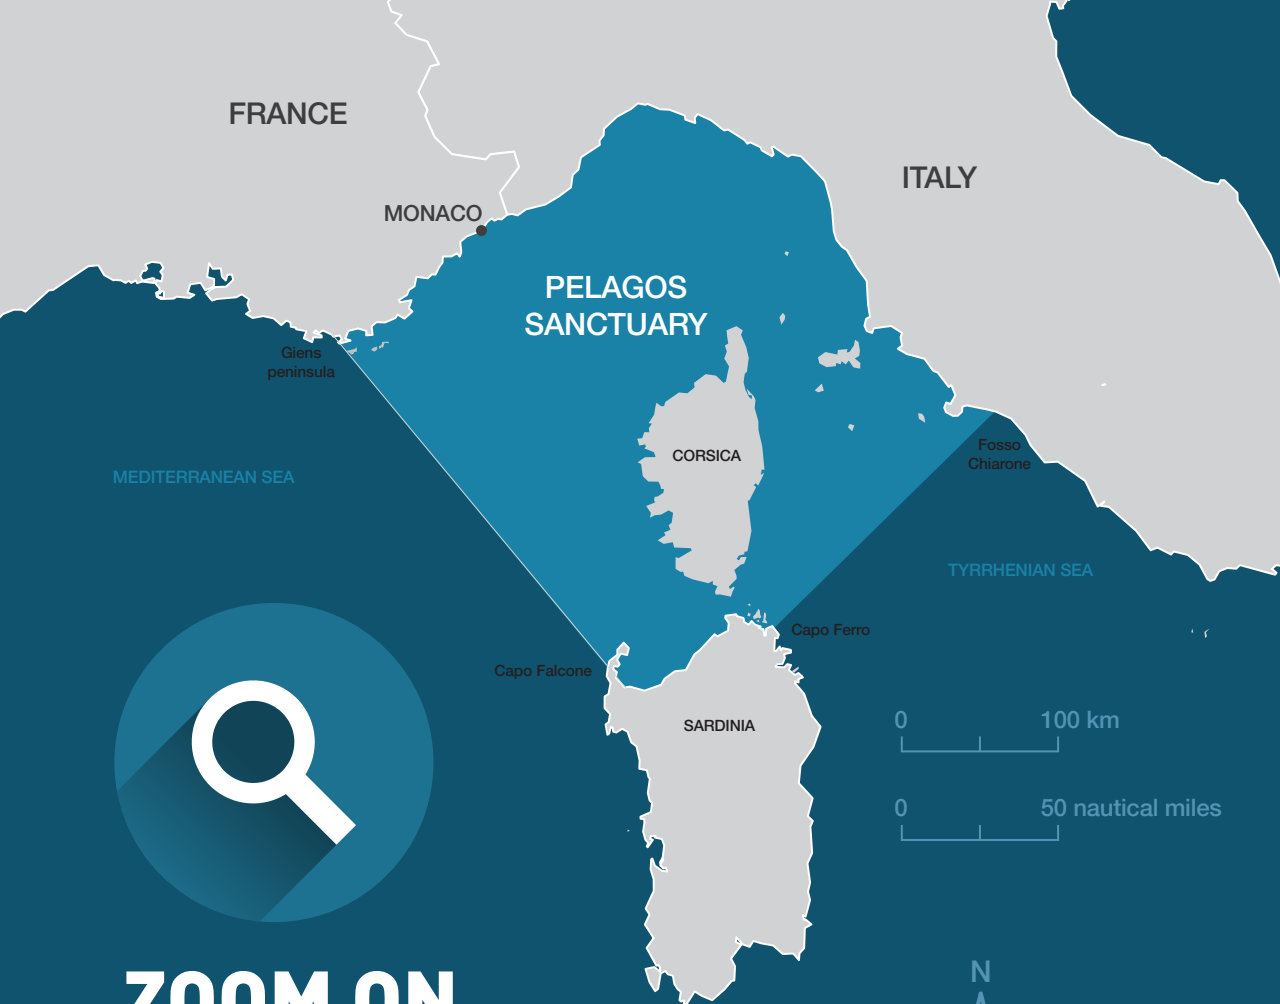 FRANCE
ITALY
MONACO
PELAGOS
SANCTUARY
Giens
peninsula
CORSICA
Fosso
Chiarone
MEDITERRANEAN SEA
TYRRHENIAN SEA
Capo Ferro
Capo Falcone
SARDINIA
0 100 km
0 50 nautical miles
N
ZOOM ON